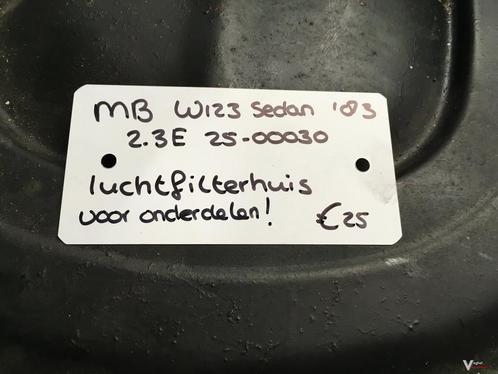 MB W123 Sedan '83
2.3E 25-00030
luchtfilterhuis
voor onderdelen!
€25